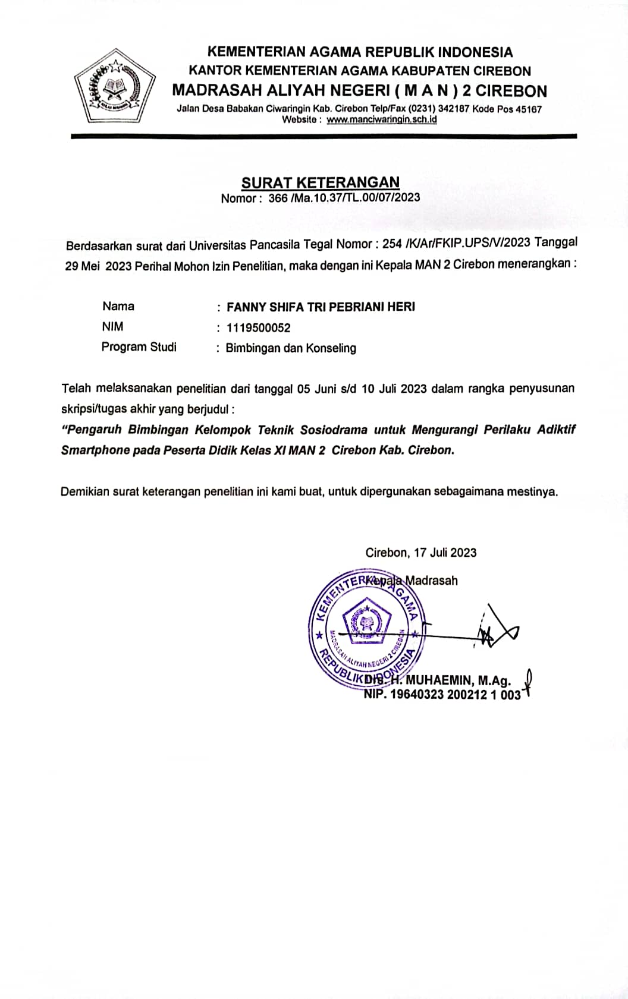 KEMENTERIAN AGAMA REPUBLIK INDONESIA
KANTOR KEMENTERIAN AGAMA KABUPATEN CIREBON
MADRASAH ALIYAH NEGERI ( M A N ) 2 CIREBON
Jalan Desa Babakan Ciwaringin Kab. Cirebon Telp/Fax (0231) 342187 Kode Pos 45167
Website : www.manciwaringin.sch.id
SURAT KETERANGAN
Nomor : 366 /Ma.10.37/TL.00/07/2023
Berdasarkan surat dari Universitas Pancasila Tegal Nomor : 254 /K/Ar/FKIP.UPS/V/2023 Tanggal
29 Mei 2023 Perihal Mohon Izin Penelitian, maka dengan ini Kepala MAN 2 Cirebon menerangkan :
Nama : FANNY SHIFA TRI PEBRIANI HERI
NIM : 1119500052
Program Studi : Bimbingan dan Konseling
Telah melaksanakan penelitian dari tanggal 05 Juni s/d 10 Juli 2023 dalam rangka penyusunan
skripsi/tugas akhir yang berjudul :
“Pengaruh Bimbingan Kelompok Teknik Sosiodrama untuk Mengurangi Perilaku Adiktif
Smartphone pada Peserta Didik Kelas XI MAN 2 Cirebon Kab. Cirebon.
Demikian surat keterangan penelitian ini kami buat, untuk dipergunakan sebagaimana mestinya.
Cirebon, 17 Juli 2023
Kepala Madrasah
KEMENTERIAN AGAMA
MADRASAH ALIYAH NEGERI 2 CIREBON
REPUBLIK INDONESIA
Drs. H. MUHAEMIN, M.Ag.
NIP. 19640323 200212 1 003